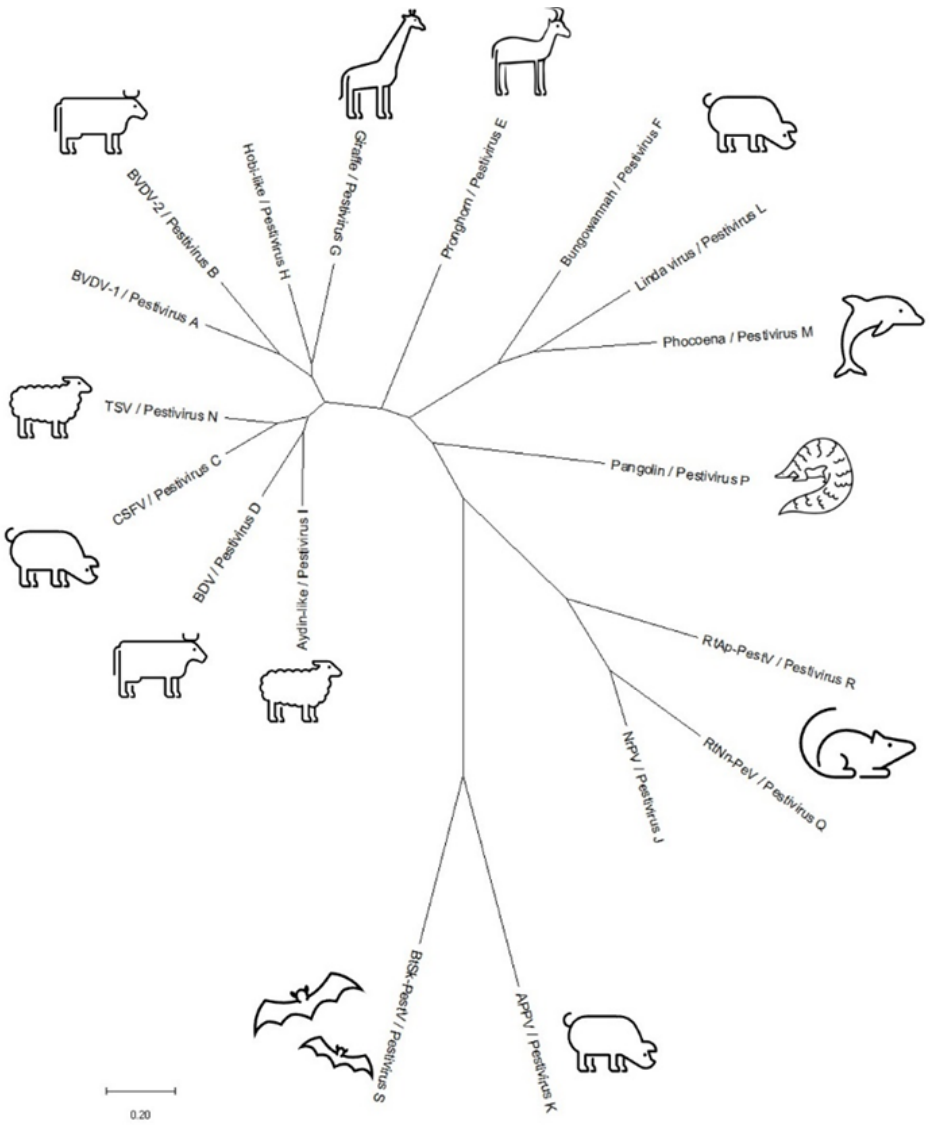 Giraffe / Pestivirus G
Pronghorn / Pestivirus E
Bungowannah / Pestivirus F
Hobi-like / Pestivirus H
BVDV-2 / Pestivirus B
Linda virus / Pestivirus L
BVDV-1 / Pestivirus A
Phocoena / Pestivirus M
TSV / Pestivirus N
CSFV / Pestivirus C
Pangolin / Pestivirus P
BDV / Pestivirus D
Aydin-like / Pestivirus I
RtAp-PestV / Pestivirus R
RtNn-PeV / Pestivirus Q
NrPV / Pestivirus J
BtSk-PestV / Pestivirus S
APPV / Pestivirus K
0.20